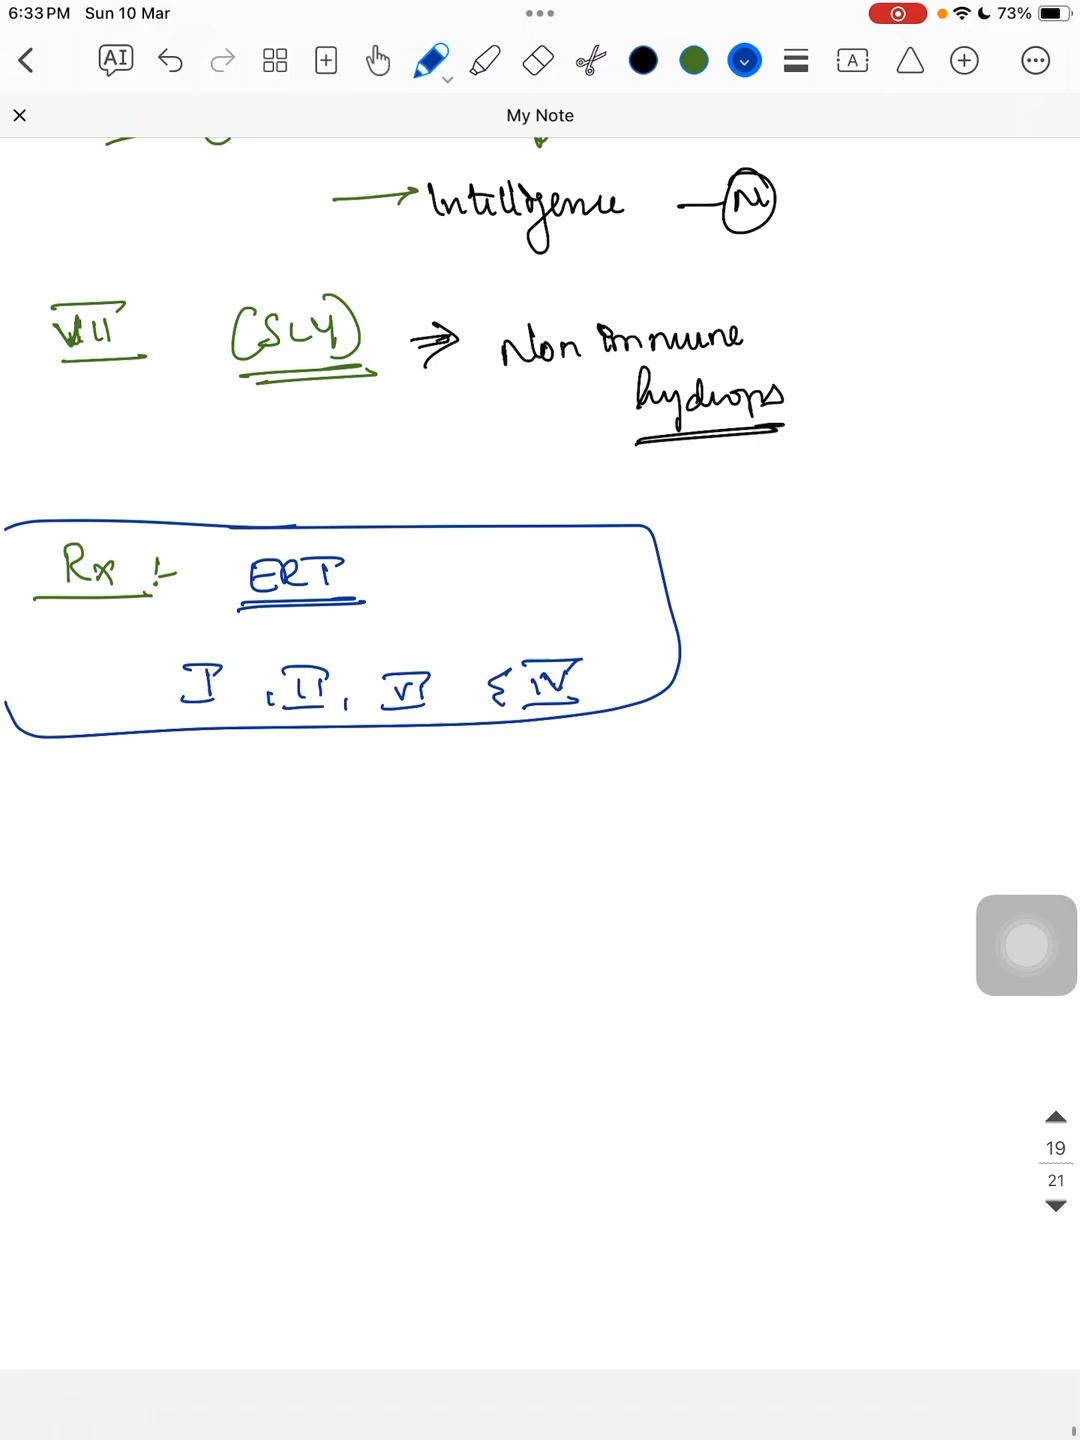 6:33 PM Sun 10 Mar
73%
AI
A
My Note
→ Intelligence — N
VII (SLY) ⇒ Non immune
hydrops
Rx :- ERT
I , II , VI & IV
19
21